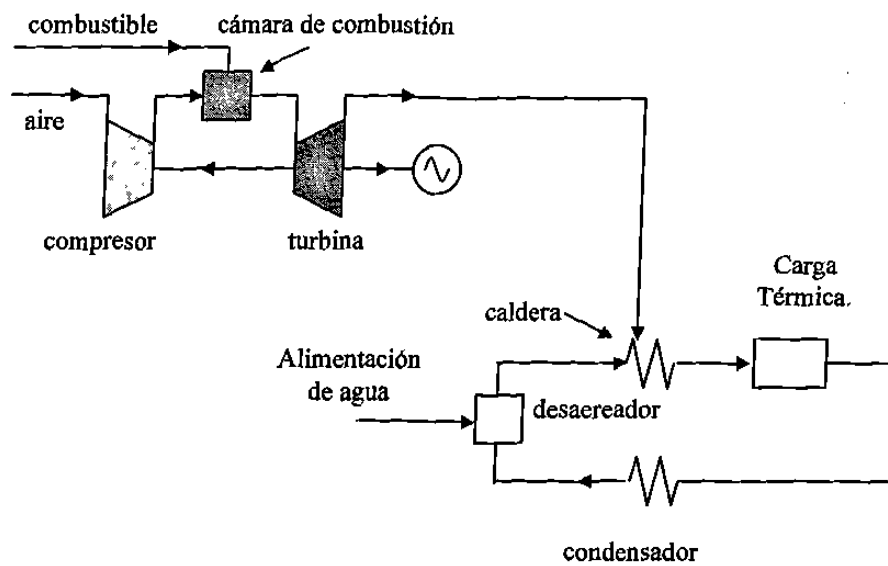 combustible
cámara de combustión
aire
compresor
turbina
Carga
Térmica.
caldera
Alimentación
de agua
desaereador
condensador